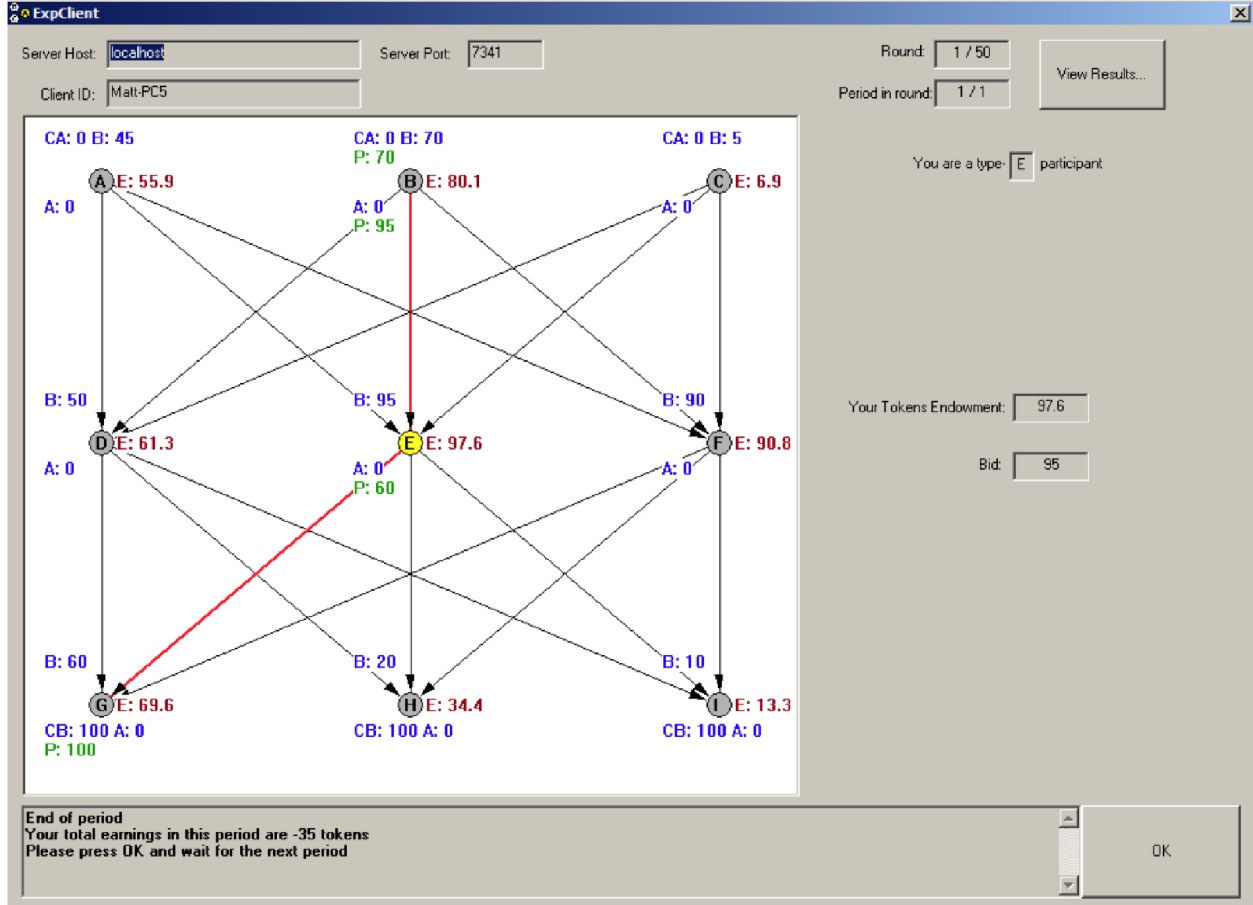 ExpClient
Server Host: localhost Server Port: 7341 Round: 1 / 50
Client ID: Matt-PC5 Period in round: 1 / 1
View Results...
CA: 0 B: 45 CA: 0 B: 70 CA: 0 B: 5
P: 70
You are a type- E participant
A E: 55.9 B E: 80.1 C E: 6.9
A: 0 A: 0 A: 0
P: 95
B: 50 B: 95 B: 90
Your Tokens Endowment: 97.6
D E: 61.3 E E: 97.6 F E: 90.8
A: 0 A: 0 A: 0
Bid: 95
P: 60
B: 60 B: 20 B: 10
G E: 69.6 H E: 34.4 I E: 13.3
CB: 100 A: 0 CB: 100 A: 0 CB: 100 A: 0
P: 100
End of period
Your total earnings in this period are -35 tokens
Please press OK and wait for the next period
OK